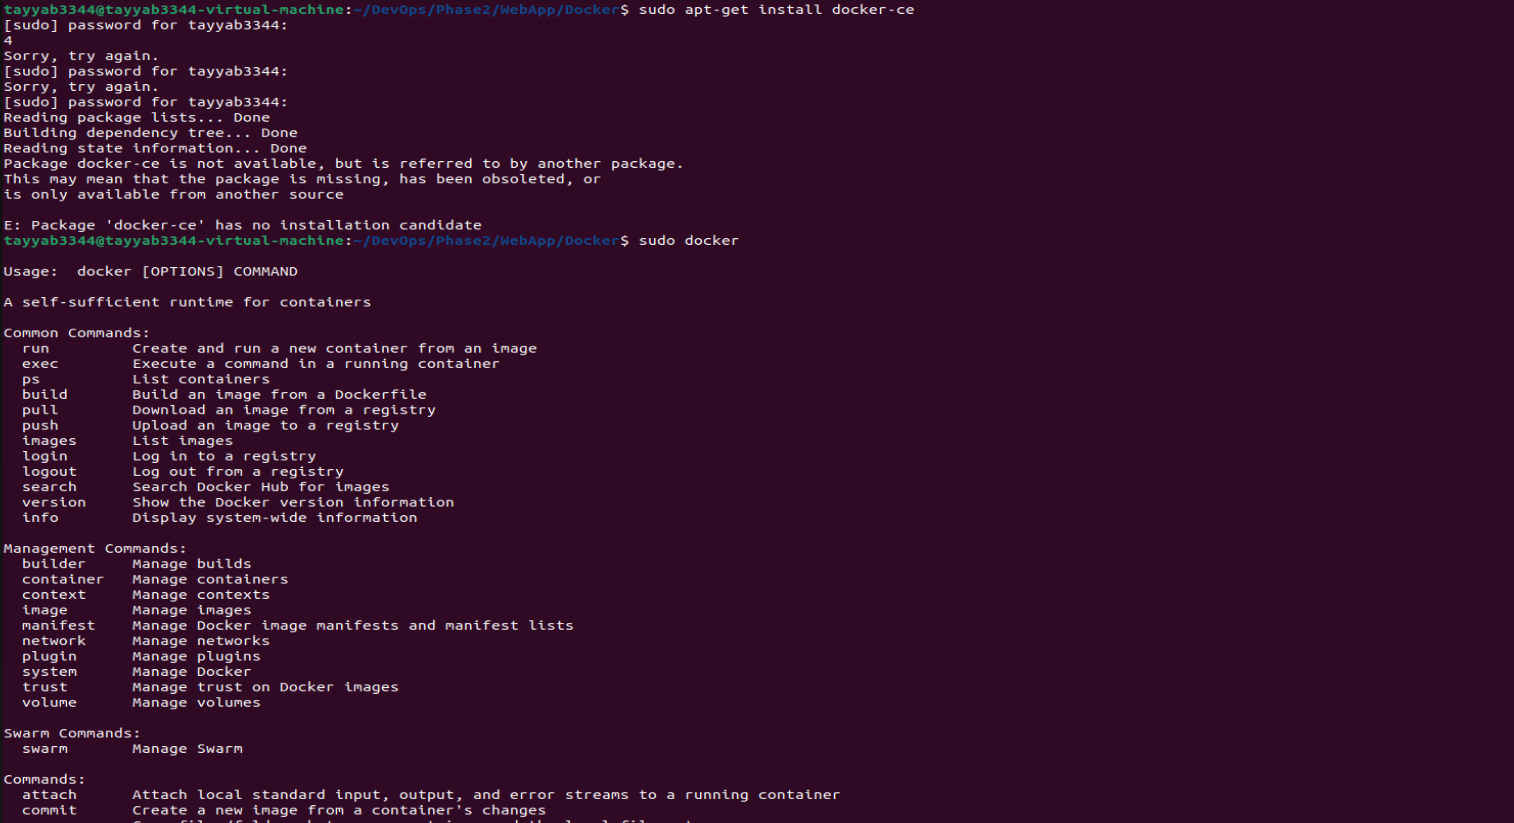 tayyab3344@tayyab3344-virtual-machine:~/DevOps/Phase2/WebApp/Docker$ sudo apt-get install docker-ce
[sudo] password for tayyab3344:
4
Sorry, try again.
[sudo] password for tayyab3344:
Sorry, try again.
[sudo] password for tayyab3344:
Reading package lists... Done
Building dependency tree... Done
Reading state information... Done
Package docker-ce is not available, but is referred to by another package.
This may mean that the package is missing, has been obsoleted, or
is only available from another source

E: Package 'docker-ce' has no installation candidate
tayyab3344@tayyab3344-virtual-machine:~/DevOps/Phase2/WebApp/Docker$ sudo docker

Usage:  docker [OPTIONS] COMMAND

A self-sufficient runtime for containers

Common Commands:
  run         Create and run a new container from an image
  exec        Execute a command in a running container
  ps          List containers
  build       Build an image from a Dockerfile
  pull        Download an image from a registry
  push        Upload an image to a registry
  images      List images
  login       Log in to a registry
  logout      Log out from a registry
  search      Search Docker Hub for images
  version     Show the Docker version information
  info        Display system-wide information

Management Commands:
  builder     Manage builds
  container   Manage containers
  context     Manage contexts
  image       Manage images
  manifest    Manage Docker image manifests and manifest lists
  network     Manage networks
  plugin      Manage plugins
  system      Manage Docker
  trust       Manage trust on Docker images
  volume      Manage volumes

Swarm Commands:
  swarm       Manage Swarm

Commands:
  attach      Attach local standard input, output, and error streams to a running container
  commit      Create a new image from a container's changes